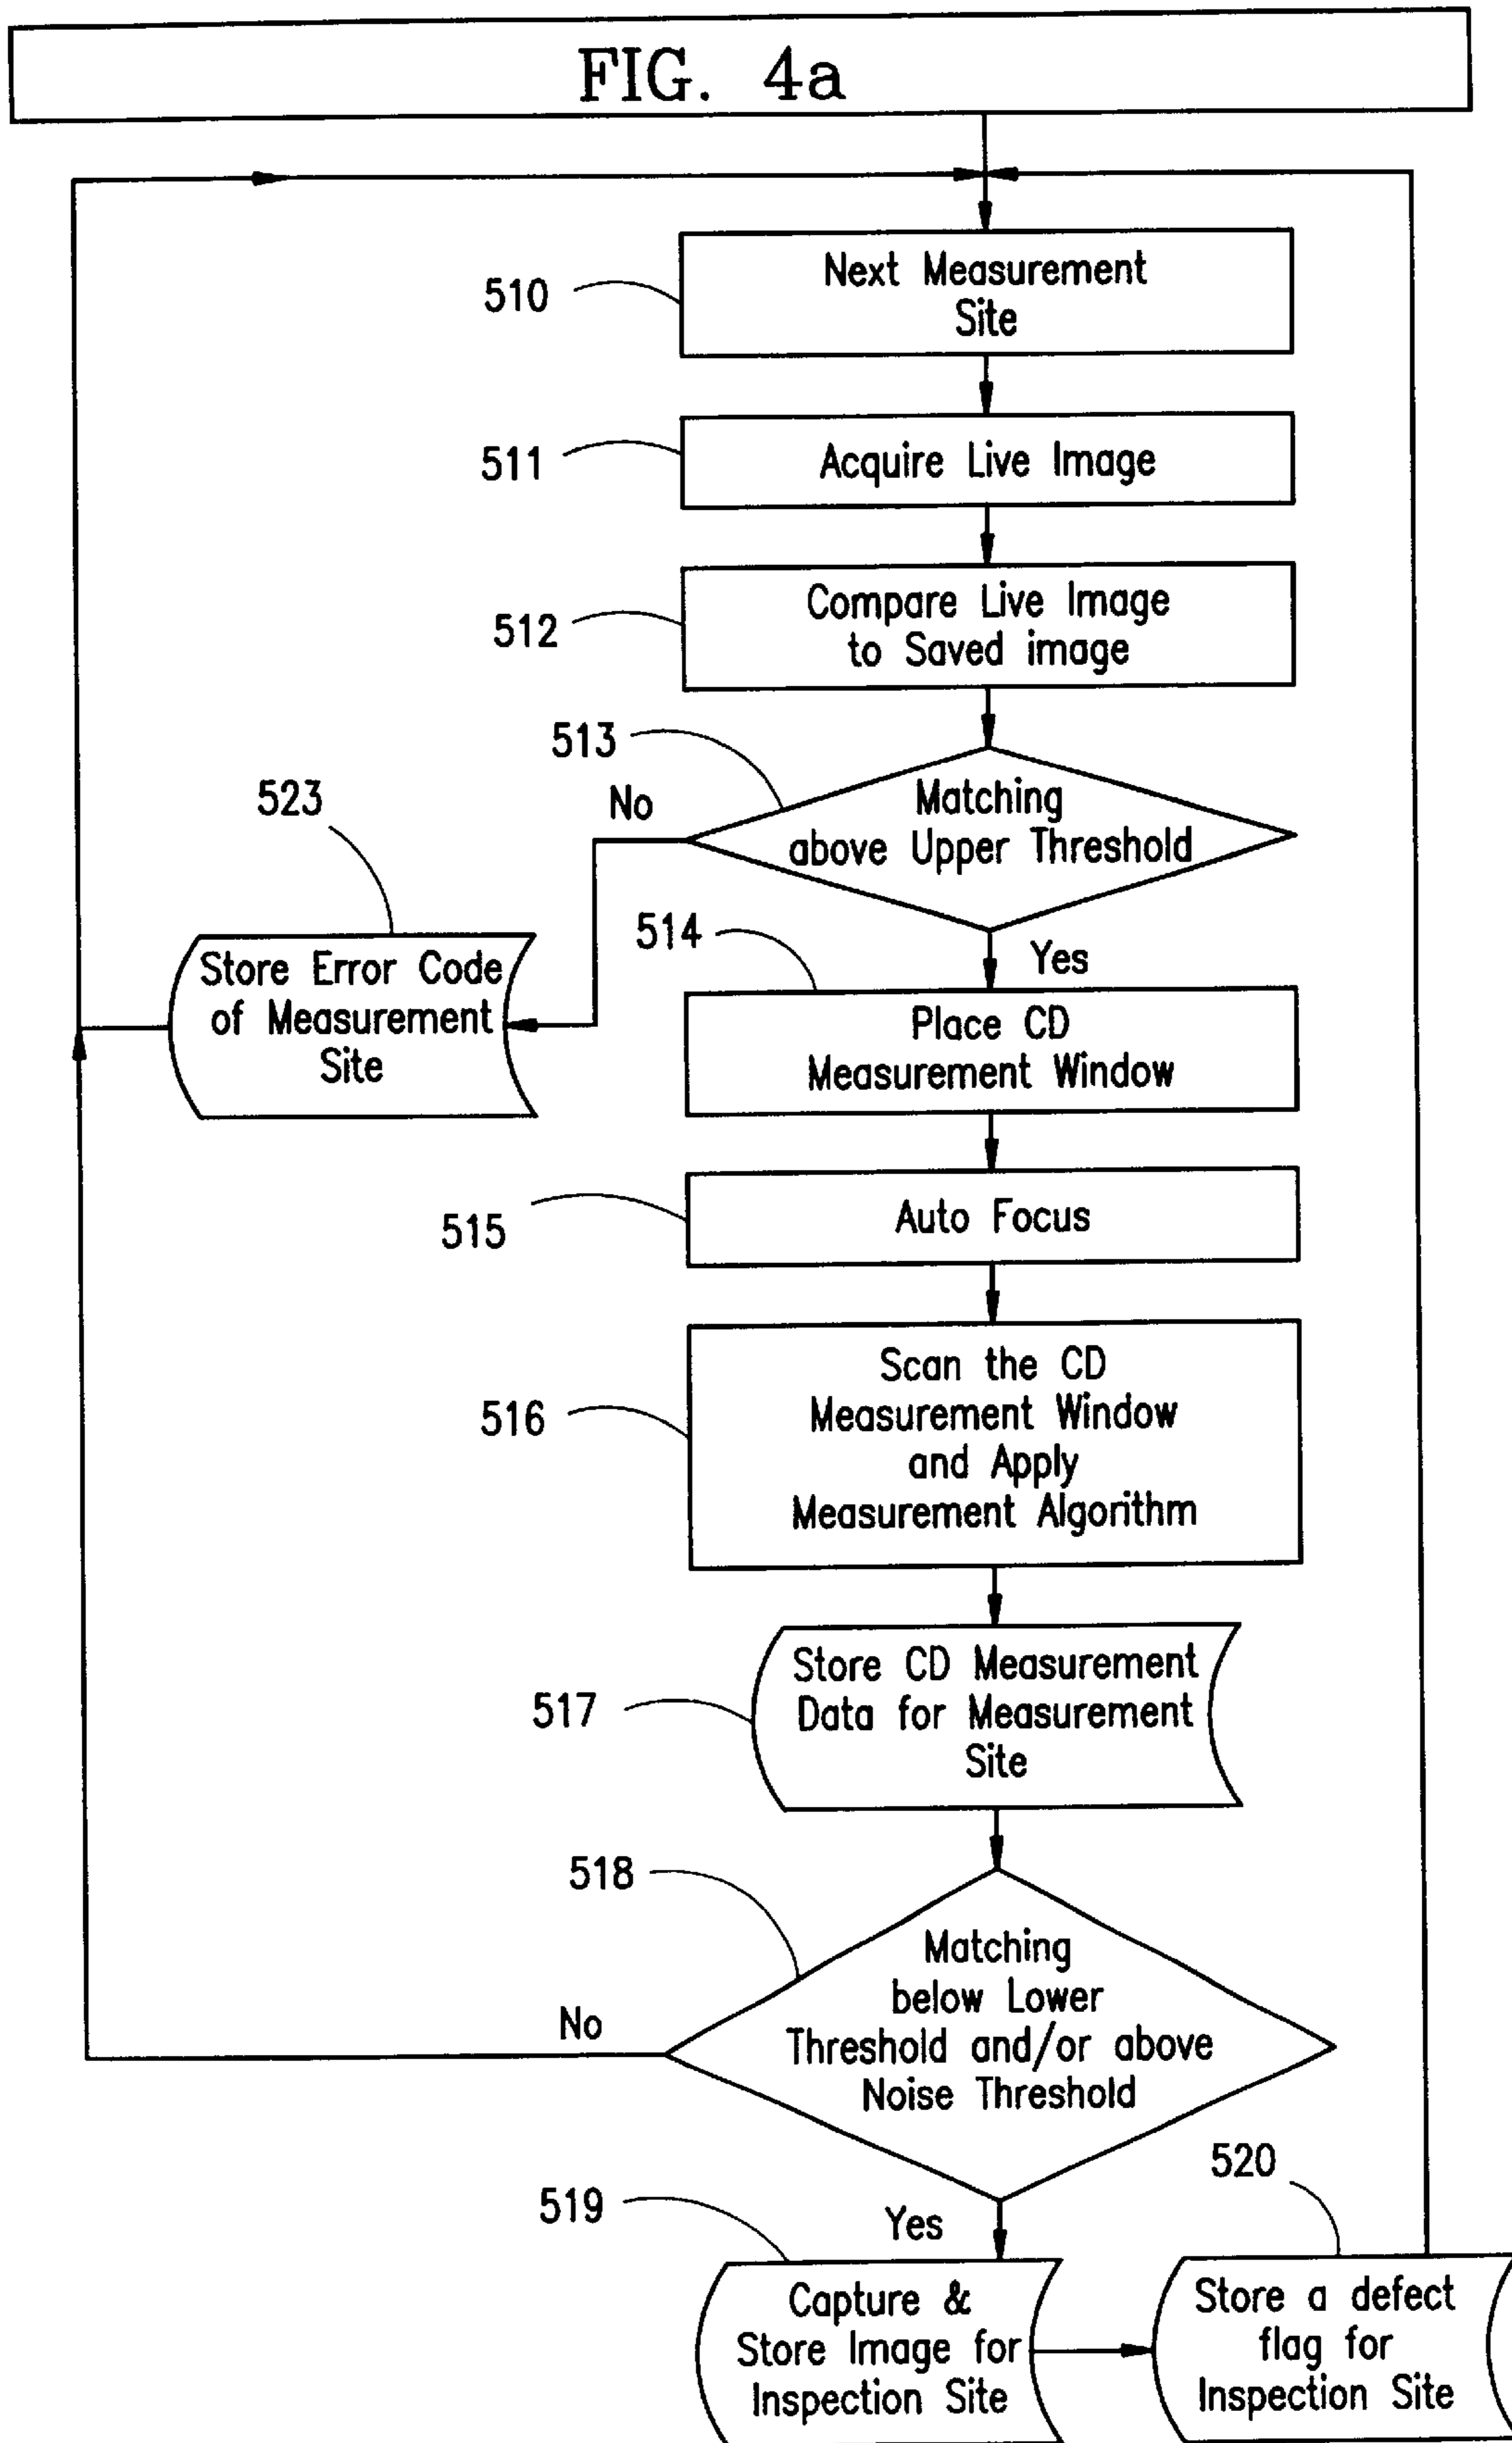 FIG. 4a
510
Next Measurement
Site
511
Acquire Live Image
512
Compare Live Image
to Saved image
513
No
Matching
above Upper Threshold
523
Store Error Code
of Measurement
Site
514
Yes
Place CD
Measurement Window
515
Auto Focus
516
Scan the CD
Measurement Window
and Apply
Measurement Algorithm
517
Store CD Measurement
Data for Measurement
Site
518
No
Matching
below Lower
Threshold and/or above
Noise Threshold
519
Yes
520
Capture &
Store Image for
Inspection Site
Store a defect
flag for
Inspection Site